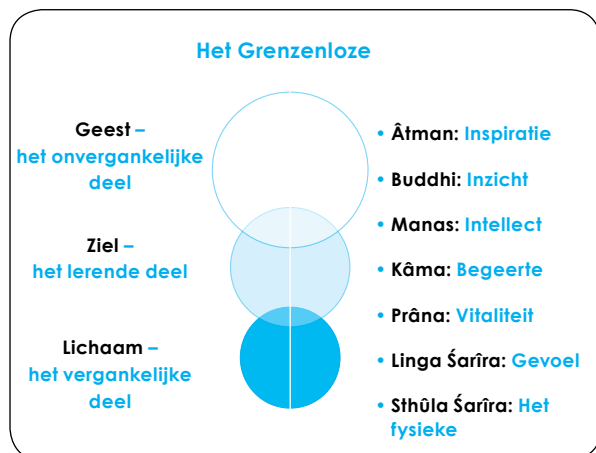 Het Grenzenloze
Geest –
het onvergankelijke
deel
Ziel –
het lerende deel
Lichaam –
het vergankelijke
deel
• Âtman: Inspiratie
• Buddhi: Inzicht
• Manas: Intellect
• Kâma: Begeerte
• Prâna: Vitaliteit
• Linga Śarîra: Gevoel
• Sthûla Śarîra: Het
fysieke